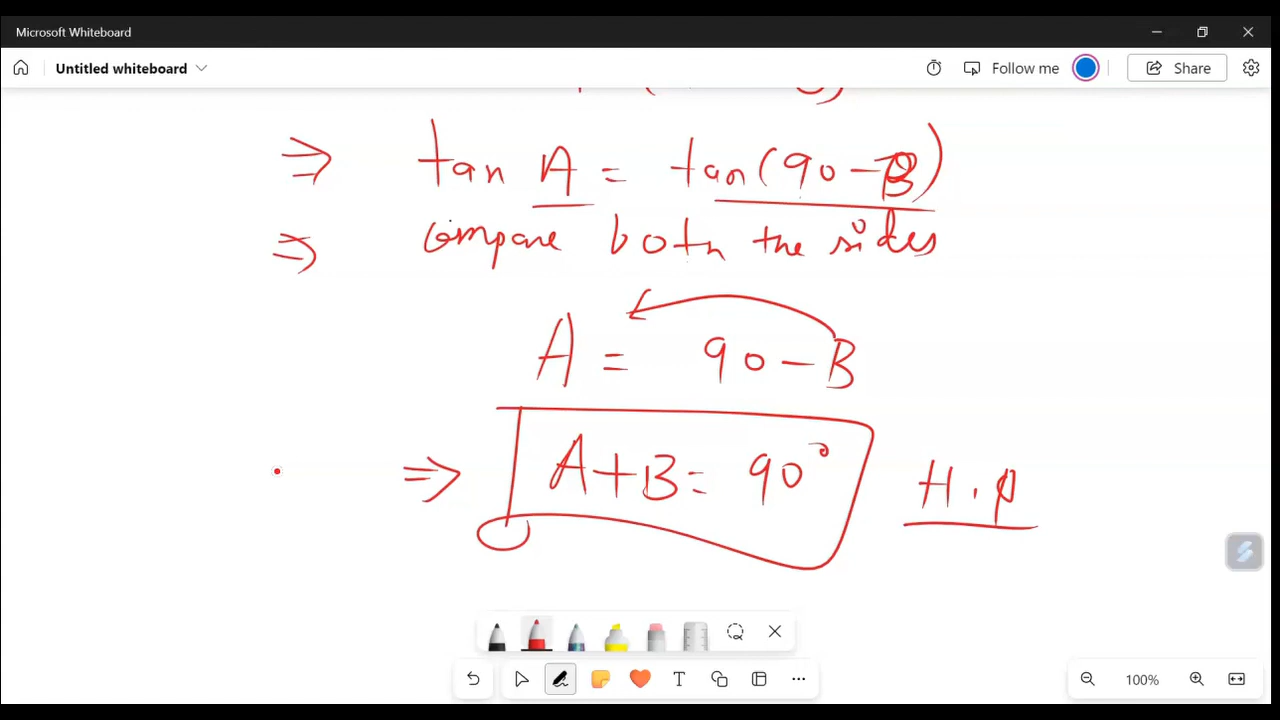 Microsoft Whiteboard
Untitled whiteboard
Follow me
Share
⇒ tan A = tan(90 - B)
⇒ compare both the sides
A = 90 - B
⇒ A + B = 90°
H.P
100%